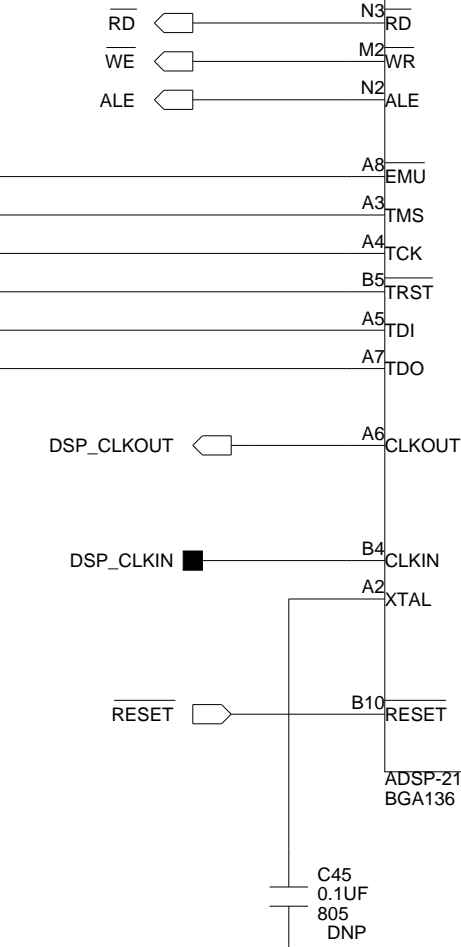 RD N3 RD
WE M2 WR
ALE N2 ALE
A8 EMU
A3 TMS
A4 TCK
B5 TRST
A5 TDI
A7 TDO
DSP_CLKOUT A6 CLKOUT
DSP_CLKIN B4 CLKIN
A2 XTAL
RESET B10 RESET
ADSP-21
BGA136
C45
0.1UF
805
DNP